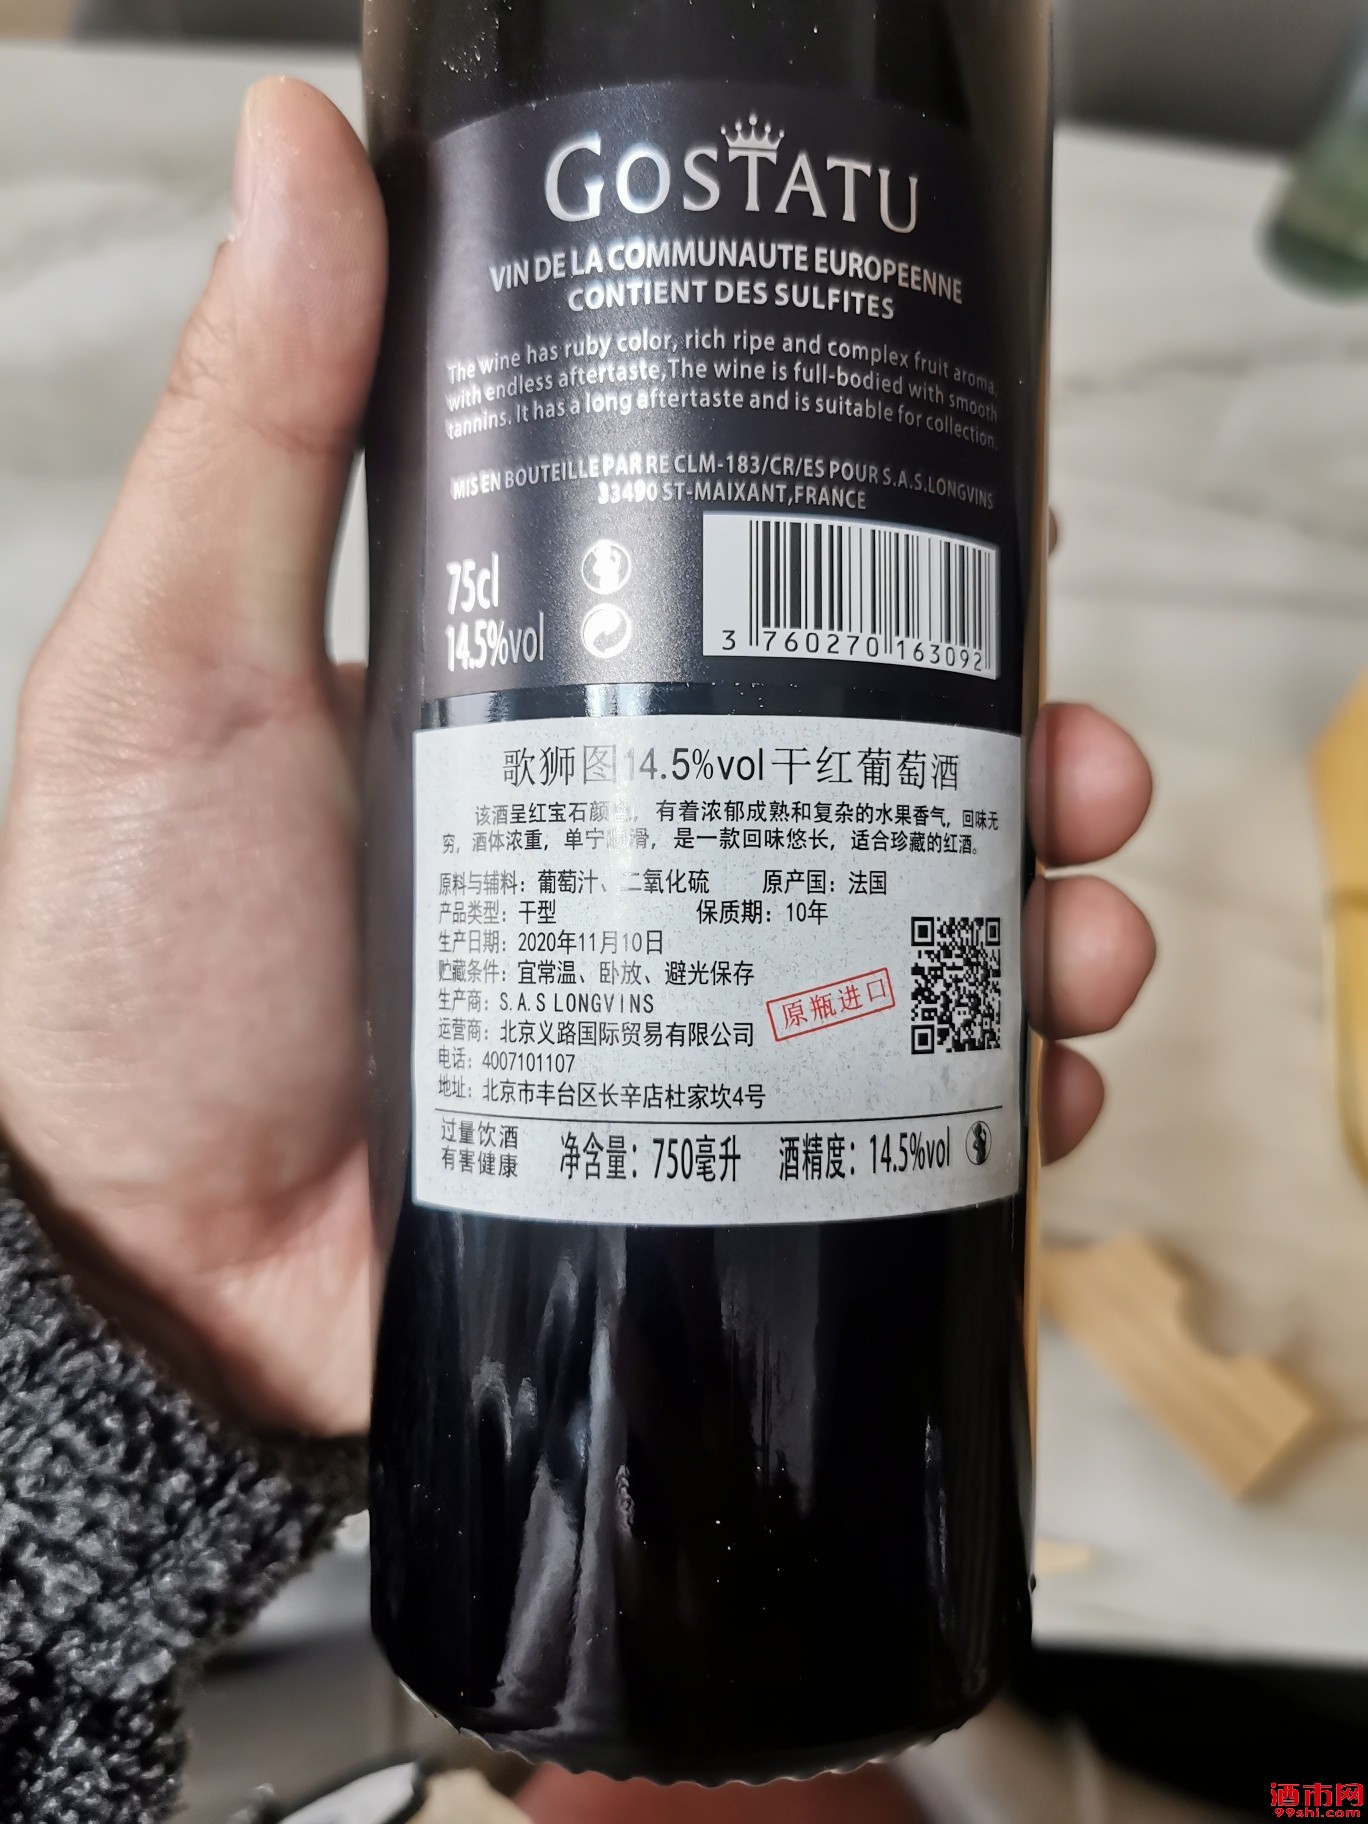 GOSTATU
VIN DE LA COMMUNAUTE EUROPEENNE
CONTIENT DES SULFITES
The wine has ruby color, rich ripe and complex fruit aroma,
with endless aftertaste,The wine is full-bodied with smooth
tannins. It has a long aftertaste and is suitable for collection.
MIS EN BOUTEILLE PAR RE CLM-183/CR/ES POUR S.A.S.LONGVINS
33490 ST-MAIXANT,FRANCE
75cl
14.5%vol
3 760270 163092
歌狮图14.5%vol干红葡萄酒
该酒呈红宝石颜色，有着浓郁成熟和复杂的水果香气，回味无
穷，酒体浓重，单宁顺滑，是一款回味悠长，适合珍藏的红酒。
原料与辅料：葡萄汁、二氧化硫 原产国：法国
产品类型：干型 保质期：10年
生产日期：2020年11月10日
贮藏条件：宜常温、卧放、避光保存
生产商：S.A.S LONGVINS
原瓶进口
运营商：北京义路国际贸易有限公司
电话：4007101107
地址：北京市丰台区长辛店杜家坎4号
过量饮酒
有害健康
净含量：750毫升 酒精度：14.5%vol
酒市网
99shi.com